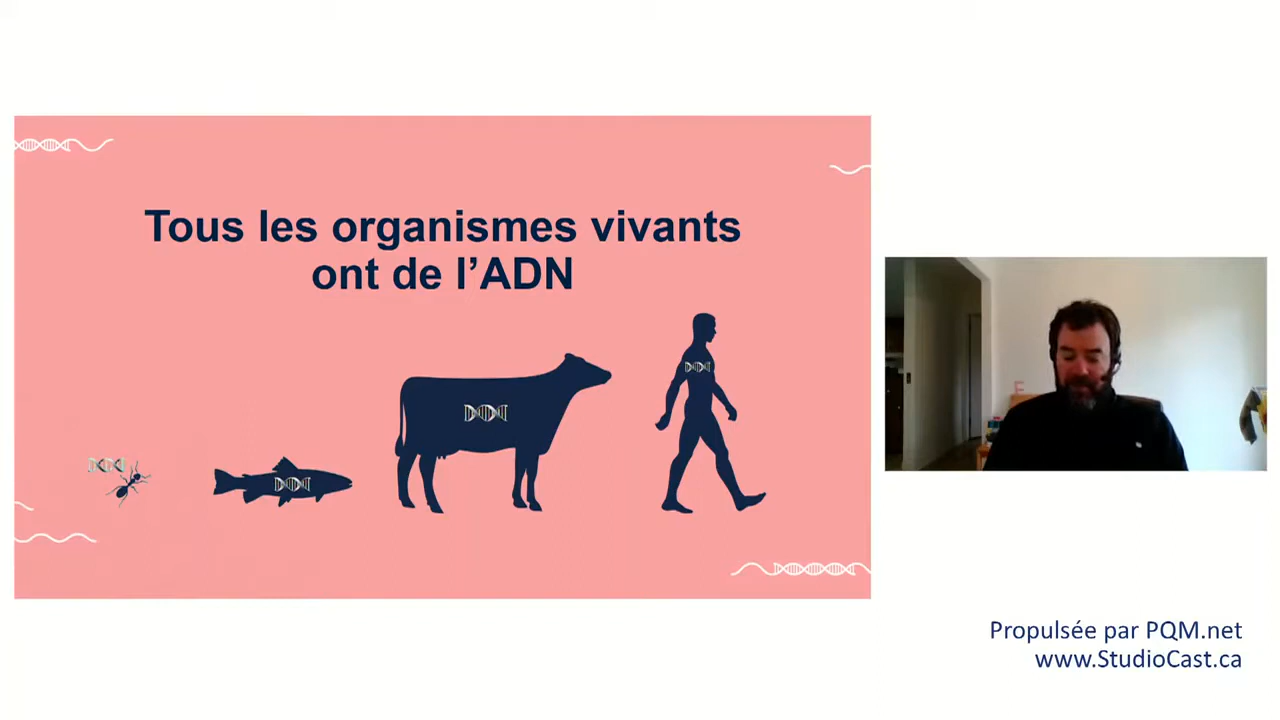 Tous les organismes vivants
ont de l’ADN
Propulsée par PQM.net
www.StudioCast.ca